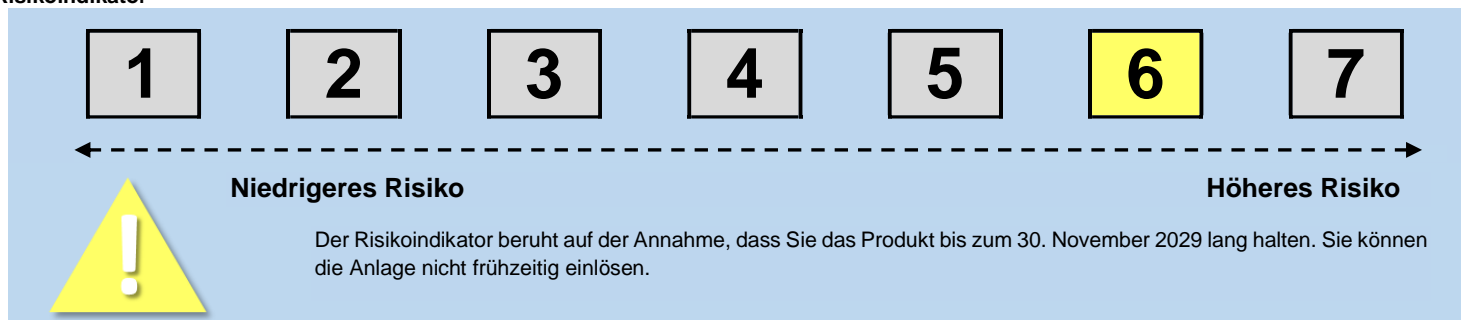 Risikoindikator
1 2 3 4 5 6 7
Niedrigeres Risiko Höheres Risiko
Der Risikoindikator beruht auf der Annahme, dass Sie das Produkt bis zum 30. November 2029 lang halten. Sie können
die Anlage nicht frühzeitig einlösen.